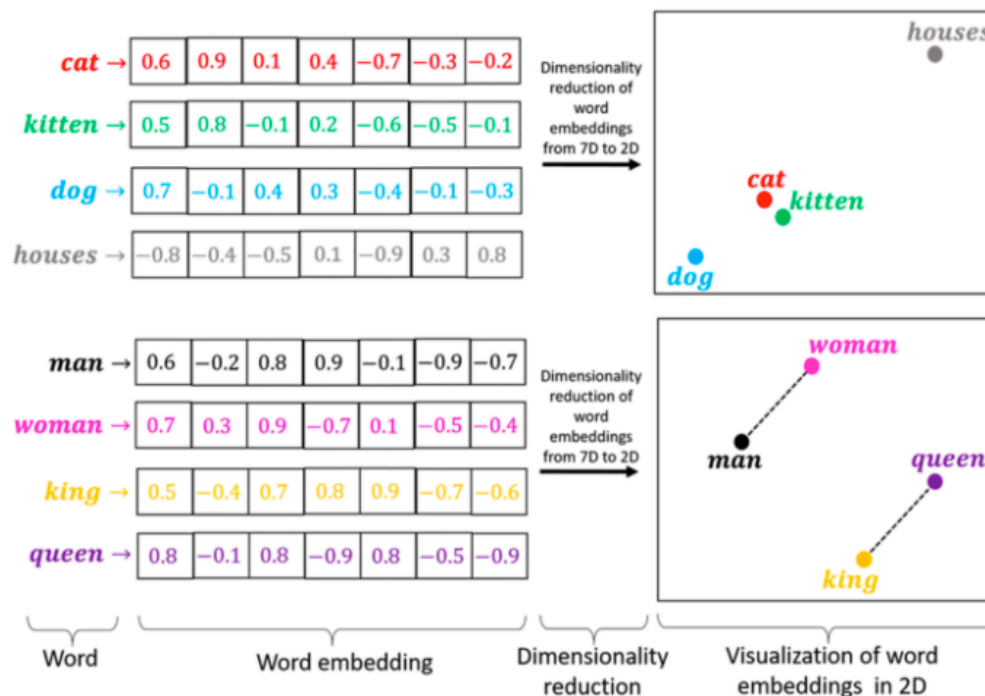 houses
cat → 0.6 0.9 0.1 0.4 −0.7 −0.3 −0.2
kitten → 0.5 0.8 −0.1 0.2 −0.6 −0.5 −0.1
dog → 0.7 −0.1 0.4 0.3 −0.4 −0.1 −0.3
houses → −0.8 −0.4 −0.5 0.1 −0.9 0.3 0.8
Dimensionality
reduction of
word
embeddings
from 7D to 2D
cat
kitten
dog
man → 0.6 −0.2 0.8 0.9 −0.1 −0.9 −0.7
woman → 0.7 0.3 0.9 −0.7 0.1 −0.5 −0.4
king → 0.5 −0.4 0.7 0.8 0.9 −0.7 −0.6
queen → 0.8 −0.1 0.8 −0.9 0.8 −0.5 −0.9
Dimensionality
reduction of
word
embeddings
from 7D to 2D
woman
man
queen
king
Word
Word embedding
Dimensionality
reduction
Visualization of word
embeddings in 2D